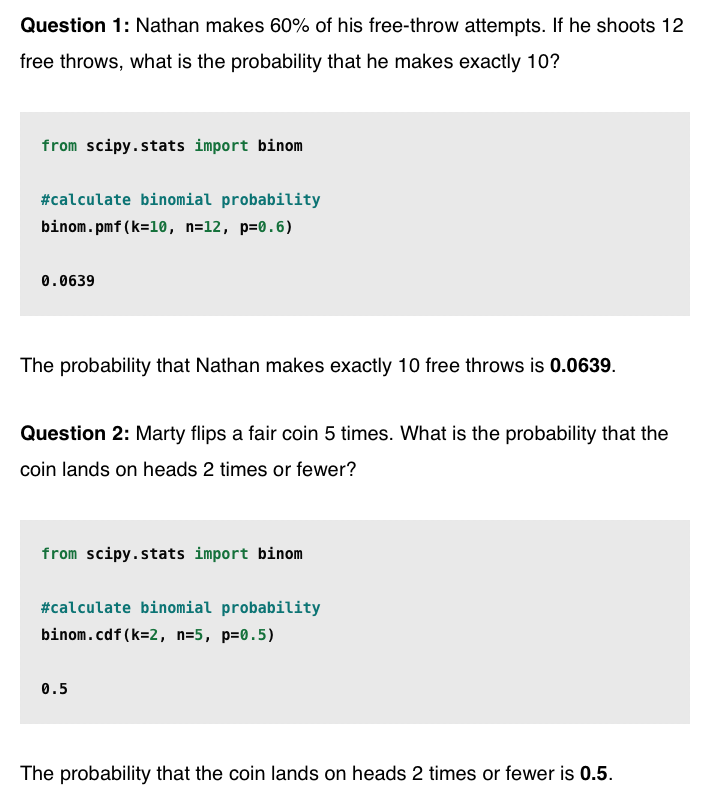 Question 1: Nathan makes 60% of his free-throw attempts. If he shoots 12
free throws, what is the probability that he makes exactly 10?
from scipy.stats import binom
#calculate binomial probability
binom.pmf(k=10, n=12, p=0.6)
0.0639
The probability that Nathan makes exactly 10 free throws is 0.0639.
Question 2: Marty flips a fair coin 5 times. What is the probability that the
coin lands on heads 2 times or fewer?
from scipy.stats import binom
#calculate binomial probability
binom.cdf(k=2, n=5, p=0.5)
0.5
The probability that the coin lands on heads 2 times or fewer is 0.5.